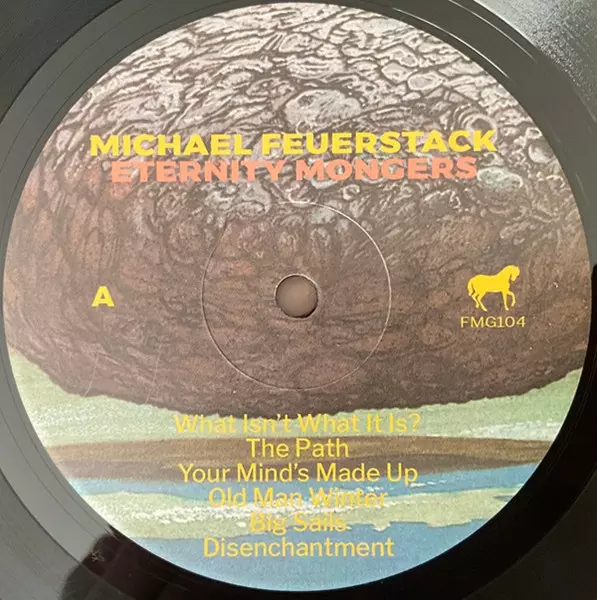 MICHAEL FEUERSTACK
ETERNITY MONGERS
A
FMG104
What Isn't What It Is?
The Path
Your Mind's Made Up
Old Man Winter
Big Sails
Disenchantment